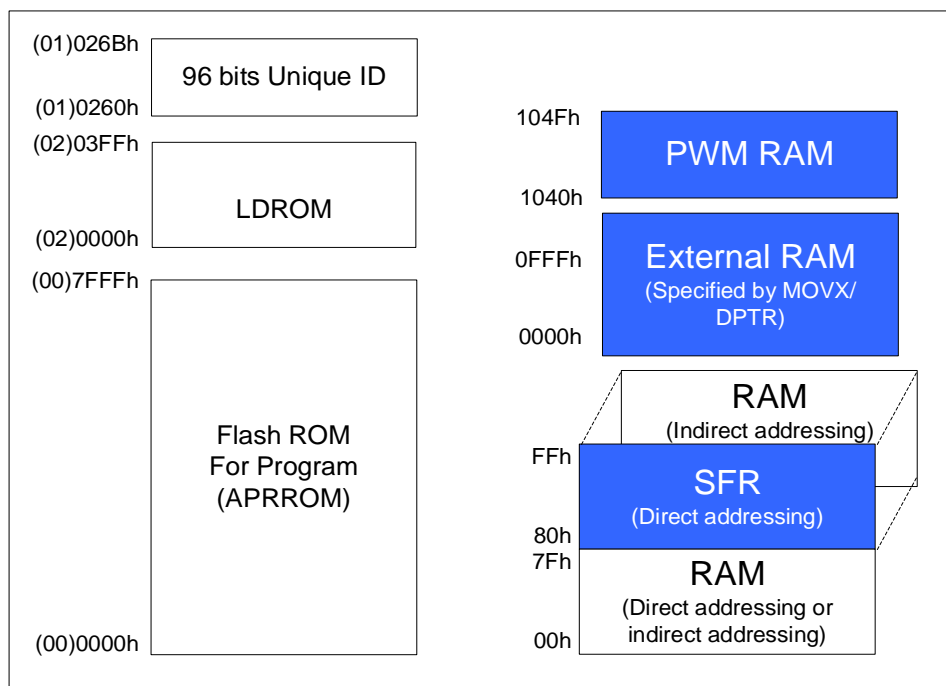 (01)026Bh
96 bits Unique ID
(01)0260h
(02)03FFh
LDROM
(02)0000h
(00)7FFFh
Flash ROM
For Program
(APRROM)
(00)0000h
104Fh
PWM RAM
1040h
0FFFh
External RAM
(Specified by MOVX/
DPTR)
0000h
RAM
(Indirect addressing)
FFh
SFR
(Direct addressing)
80h
7Fh
RAM
(Direct addressing or
indirect addressing)
00h